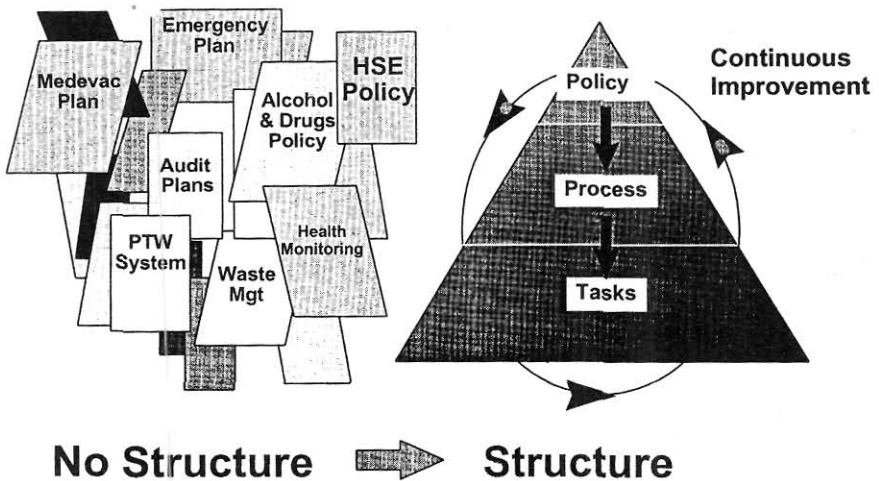 Emergency
Plan
Medevac
Plan
HSE
Policy
Alcohol
& Drugs
Policy
Audit
Plans
PTW
System
Health
Monitoring
Waste
Mgt
Policy
Process
Tasks
Continuous
Improvement
No Structure
Structure